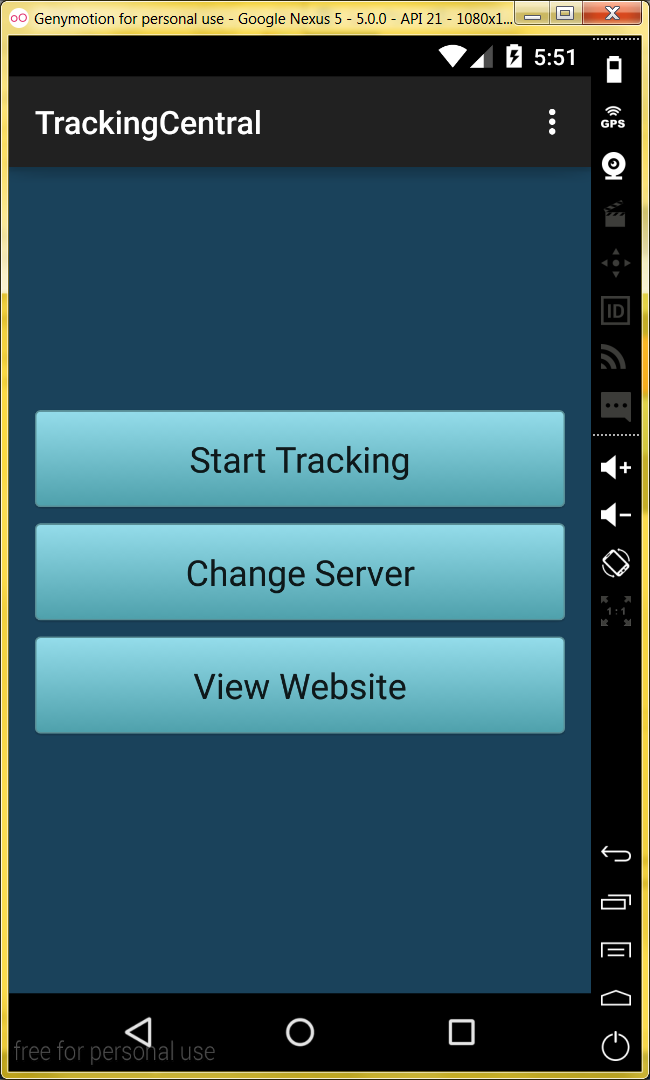 Genymotion for personal use - Google Nexus 5 - 5.0.0 - API 21 - 1080x1...
5:51
TrackingCentral
GPS
ID
Start Tracking
Change Server
1:1
View Website
free for personal use